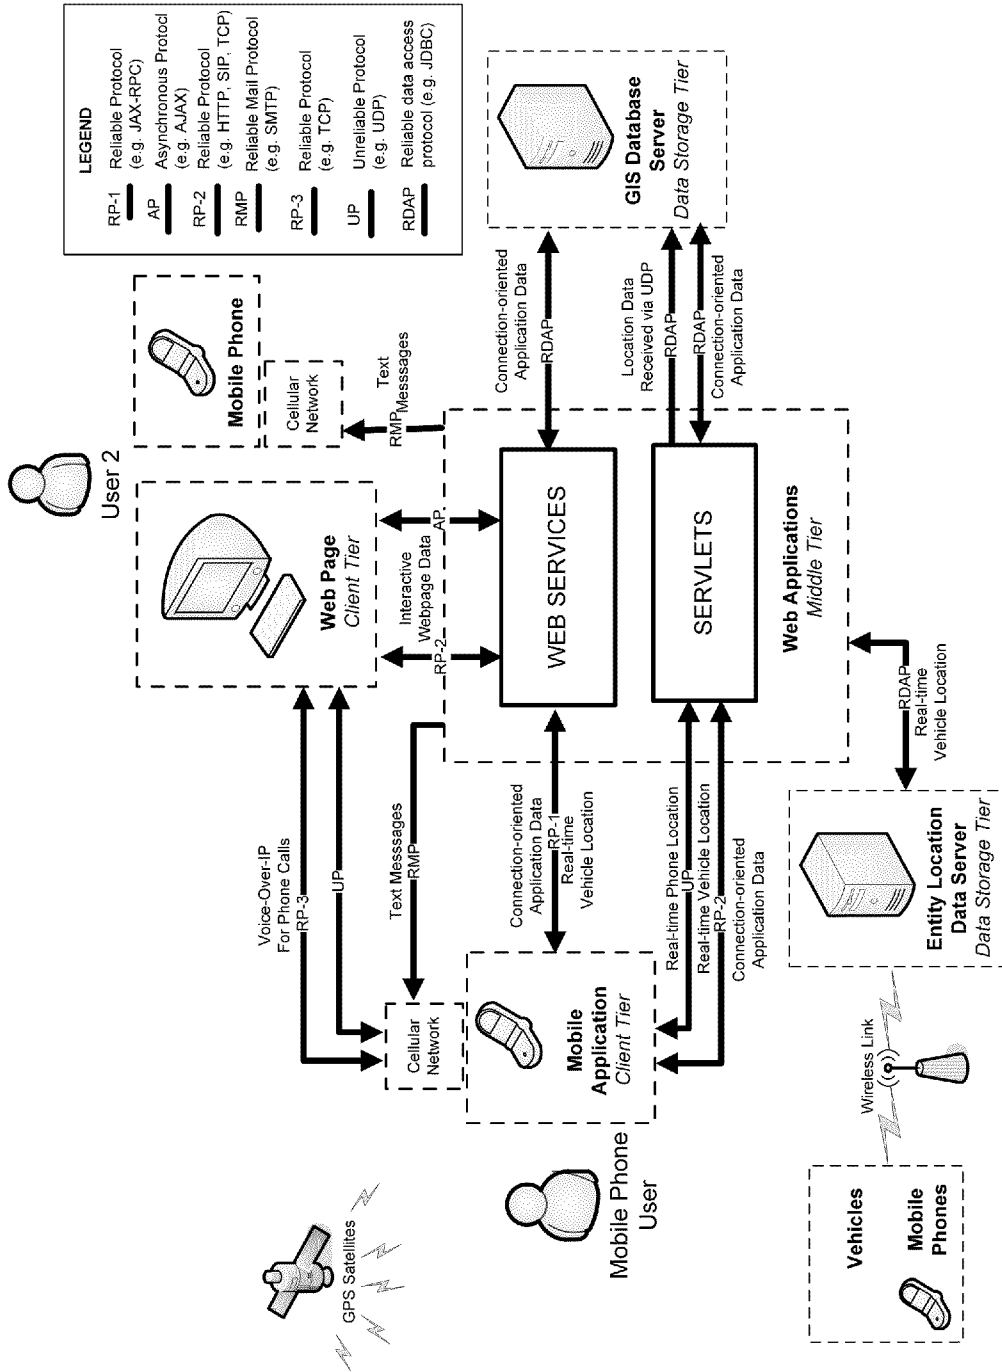 LEGEND
RP-1 Reliable Protocol
(e.g. JAX-RPC)
AP Asynchronous Protocl
(e.g. AJAX)
RP-2 Reliable Protocol
(e.g. HTTP, SIP, TCP)
RMP Reliable Mail Protocol
(e.g. SMTP)
RP-3 Reliable Protocol
(e.g. TCP)
UP Unreliable Protocol
(e.g. UDP)
RDAP Reliable data access
protocol (e.g. JDBC)
User 2
Mobile Phone
Cellular
Network
Text
Messsages
RMP
Web Page
Client Tier
Interactive
Webpage Data
RP-2
AP
Voice-Over-IP
For Phone Calls
RP-3
UP
Text Messsages
RMP
GPS Satellites
Cellular
Network
Mobile Phone
User
Mobile
Application
Client Tier
Connection-oriented
Application Data
RP-1
Real-time
Vehicle Location
WEB SERVICES
Connection-oriented
Application Data
RDAP
GIS Database
Server
Data Storage Tier
Real-time Phone Location
UP
Real-time Vehicle Location
RP-2
Connection-oriented
Application Data
SERVLETS
Web Applications
Middle Tier
Location Data
Received via UDP
RDAP
RDAP
Connection-oriented
Application Data
RDAP
Real-time
Vehicle Location
Entity Location
Data Server
Data Storage Tier
Wireless Link
Vehicles
Mobile
Phones